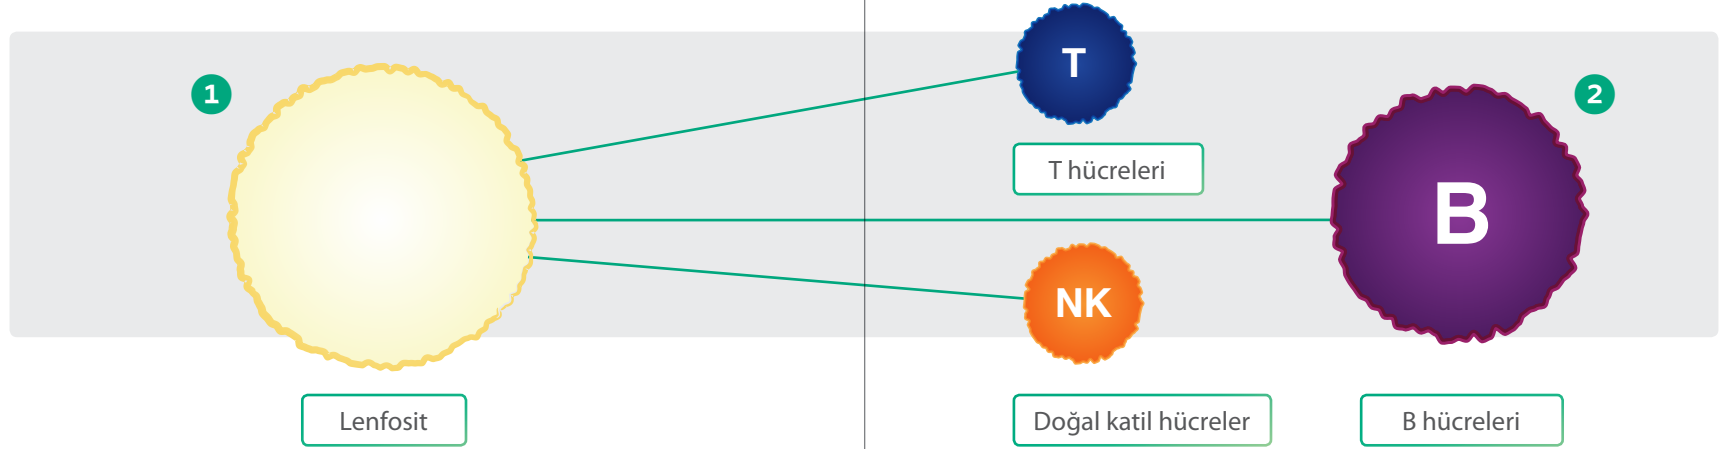 1
Lenfosit
T
T hücreleri
NK
Doğal katil hücreler
2
B
B hücreleri